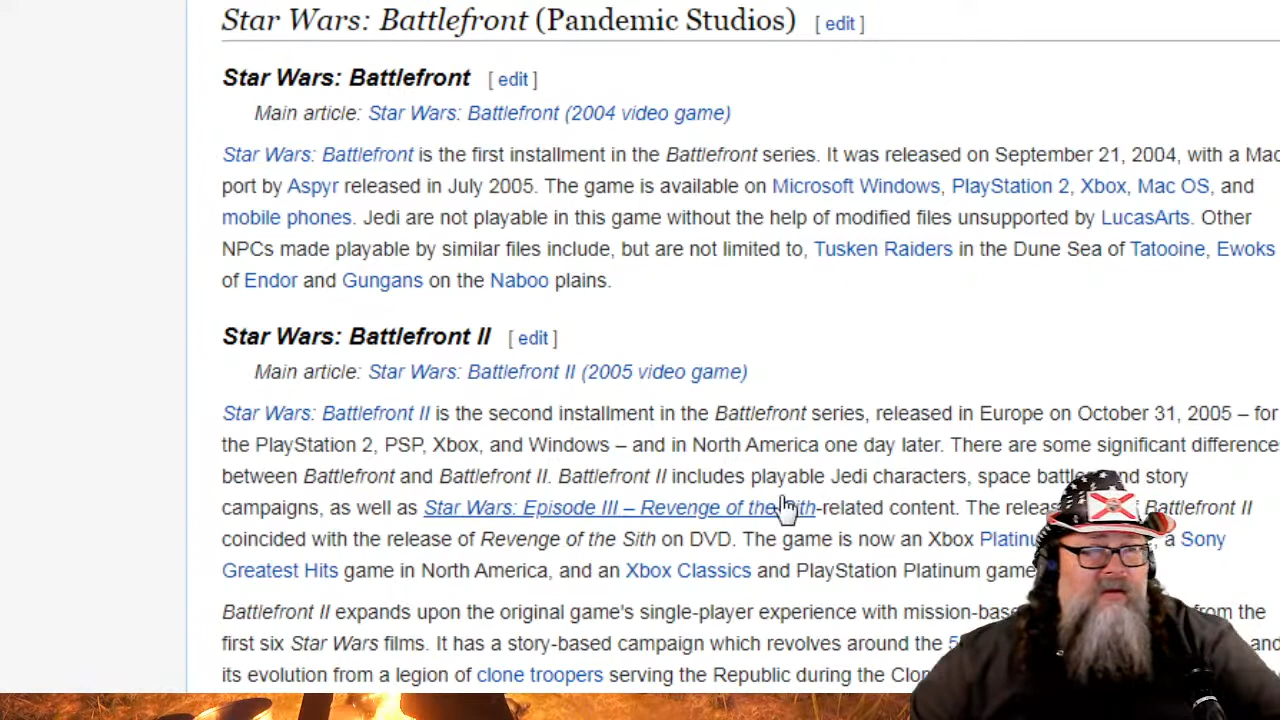 Star Wars: Battlefront (Pandemic Studios) [ edit ]
Star Wars: Battlefront [ edit ]
Main article: Star Wars: Battlefront (2004 video game)
Star Wars: Battlefront is the first installment in the Battlefront series. It was released on September 21, 2004, with a Mac
port by Aspyr released in July 2005. The game is available on Microsoft Windows, PlayStation 2, Xbox, Mac OS, and
mobile phones. Jedi are not playable in this game without the help of modified files unsupported by LucasArts. Other
NPCs made playable by similar files include, but are not limited to, Tusken Raiders in the Dune Sea of Tatooine, Ewoks
of Endor and Gungans on the Naboo plains.
Star Wars: Battlefront II [ edit ]
Main article: Star Wars: Battlefront II (2005 video game)
Star Wars: Battlefront II is the second installment in the Battlefront series, released in Europe on October 31, 2005 – for
the PlayStation 2, PSP, Xbox, and Windows – and in North America one day later. There are some significant difference
between Battlefront and Battlefront II. Battlefront II includes playable Jedi characters, space battle and story
campaigns, as well as Star Wars: Episode III – Revenge of the Sith-related content. The relea Battlefront II
coincided with the release of Revenge of the Sith on DVD. The game is now an Xbox Platinu , a Sony
Greatest Hits game in North America, and an Xbox Classics and PlayStation Platinum game
Battlefront II expands upon the original game's single-player experience with mission-bas from the
first six Star Wars films. It has a story-based campaign which revolves around the 5 and
its evolution from a legion of clone troopers serving the Republic during the Clon